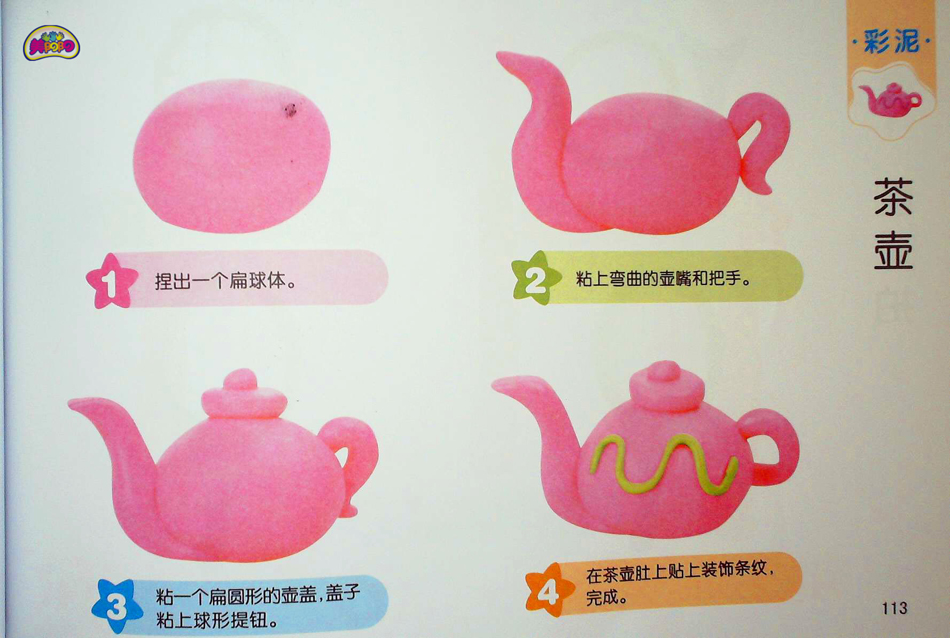 Mpopo
·彩泥·
茶壶
1 捏出一个扁球体。
2 粘上弯曲的壶嘴和把手。
3 粘一个扁圆形的壶盖，盖子
粘上球形提钮。
4 在茶壶肚上贴上装饰条纹，
完成。
113